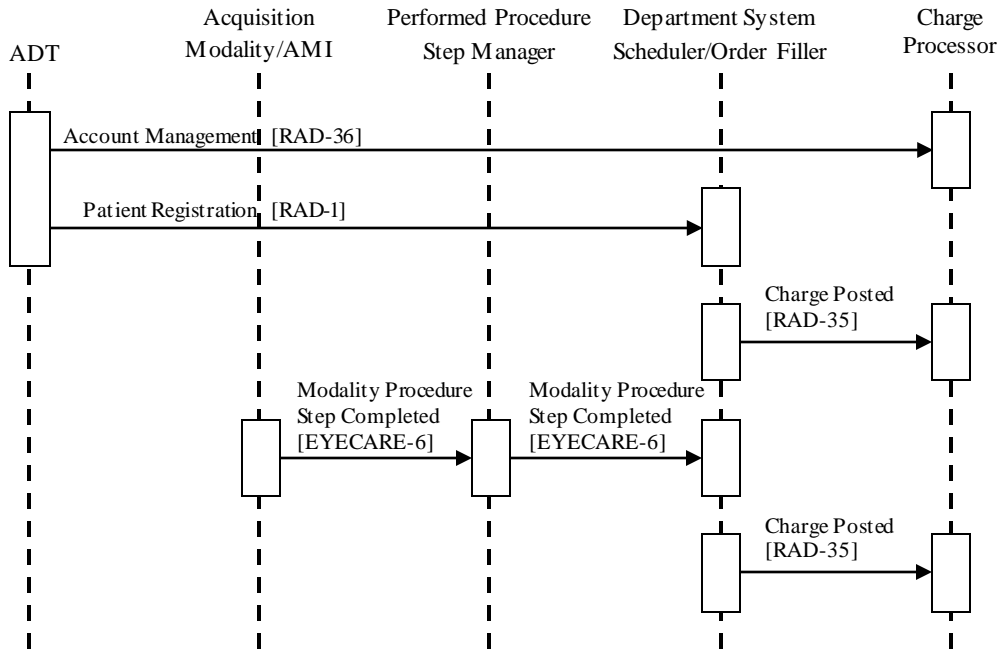 ADT
Acquisition
Modality/AMI
Performed Procedure
Step Manager
Department System
Scheduler/Order Filler
Charge
Processor
Account Management [RAD-36]
Patient Registration [RAD-1]
Charge Posted
[RAD-35]
Modality Procedure
Step Completed
[EYECARE-6]
Modality Procedure
Step Completed
[EYECARE-6]
Charge Posted
[RAD-35]